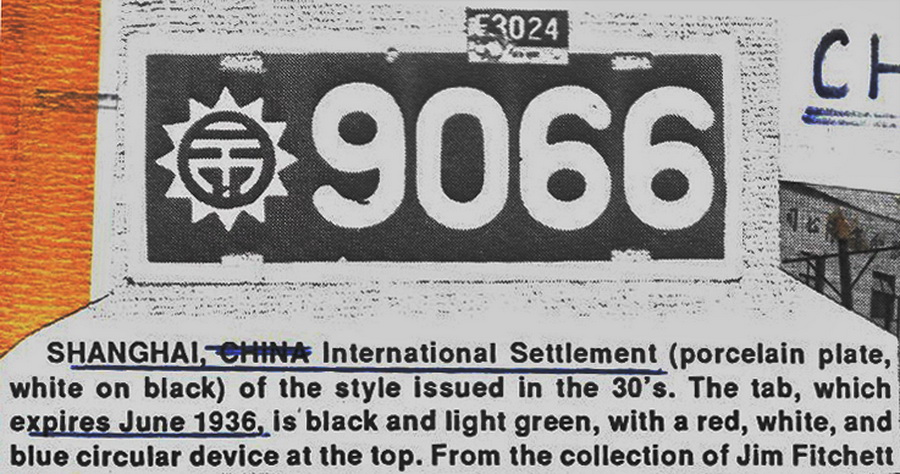 E3024
CH
9066
SHANGHAI, CHINA International Settlement (porcelain plate,
white on black) of the style issued in the 30's. The tab, which
expires June 1936, is black and light green, with a red, white, and
blue circular device at the top. From the collection of Jim Fitchett